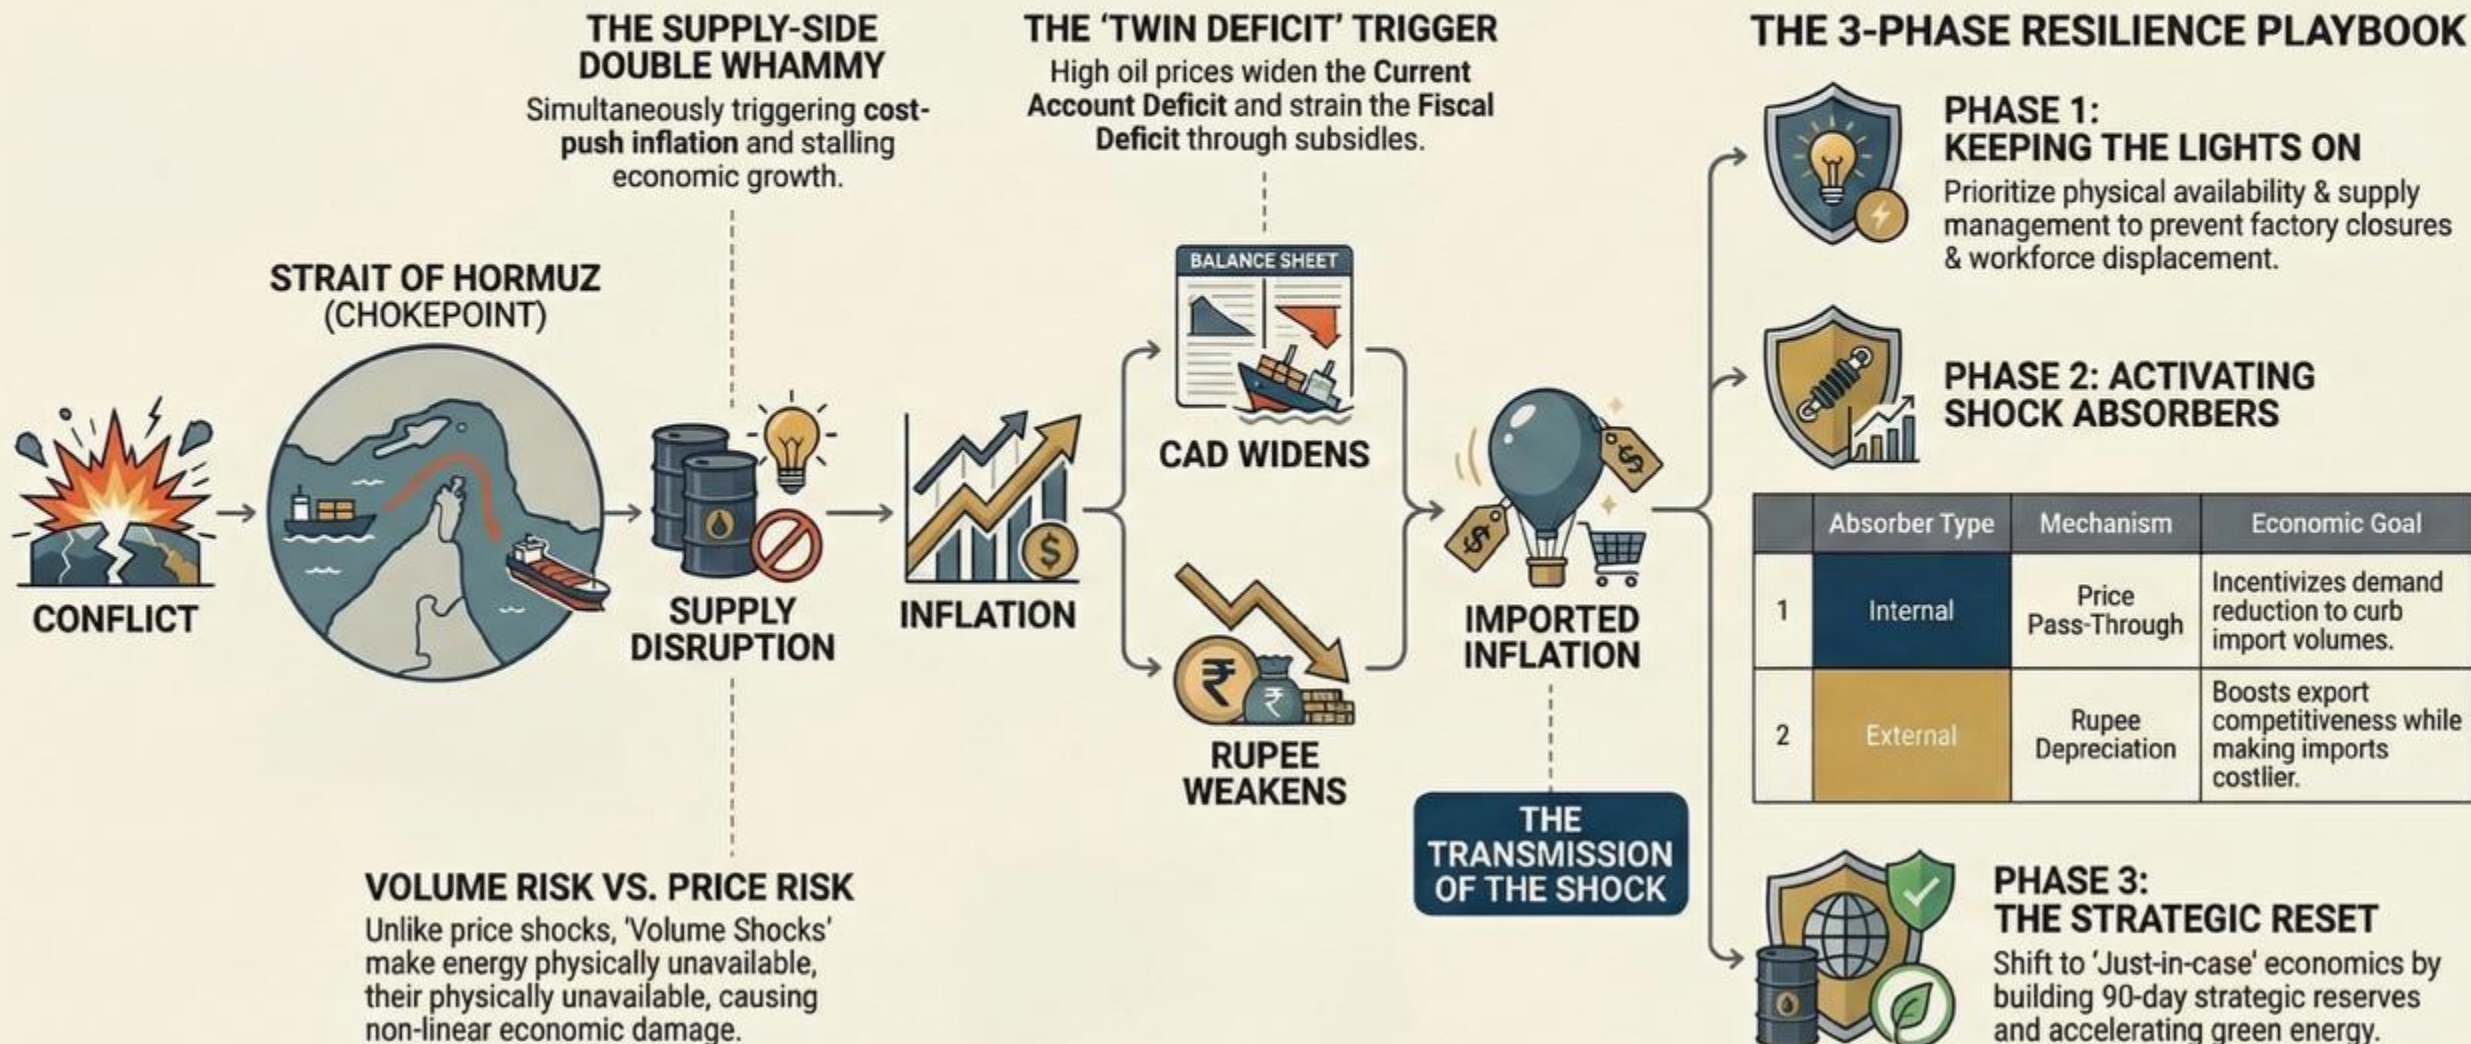 THE SUPPLY-SIDE
DOUBLE WHAMMY
Simultaneously triggering cost-
push inflation and stalling
economic growth.
THE ‘TWIN DEFICIT’ TRIGGER
High oil prices widen the Current
Account Deficit and strain the Fiscal
Deficit through subsidles.
STRAIT OF HORMUZ
(CHOKEPOINT)
CONFLICT
SUPPLY
DISRUPTION
$
INFLATION
BALANCE SHEET
CAD WIDENS
₹
₹
RUPEE
WEAKENS
$
$
IMPORTED
INFLATION
THE
TRANSMISSION
OF THE SHOCK
VOLUME RISK VS. PRICE RISK
Unlike price shocks, ‘Volume Shocks’
make energy physically unavailable,
their physically unavailable, causing
non-linear economic damage.
THE 3-PHASE RESILIENCE PLAYBOOK
PHASE 1:
KEEPING THE LIGHTS ON
Prioritize physical availability & supply
management to prevent factory closures
& workforce displacement.
PHASE 2: ACTIVATING
SHOCK ABSORBERS
Absorber Type Mechanism Economic Goal
1 Internal Price
Pass-Through Incentivizes demand
reduction to curb
import volumes.
2 External Rupee
Depreciation Boosts export
competitiveness while
making imports
costlier.
PHASE 3:
THE STRATEGIC RESET
Shift to ‘Just-in-case’ economics by
building 90-day strategic reserves
and accelerating green energy.